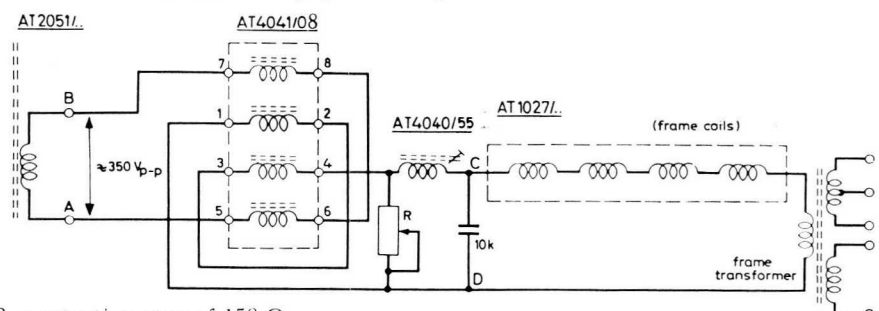 AT2051/..
AT4041/08
7
8
B
1
2
AT4040/55
AT1027/..
(frame coils)
≈350 Vp-p
3
4
C
A
5
6
R
10k
D
frame
transformer